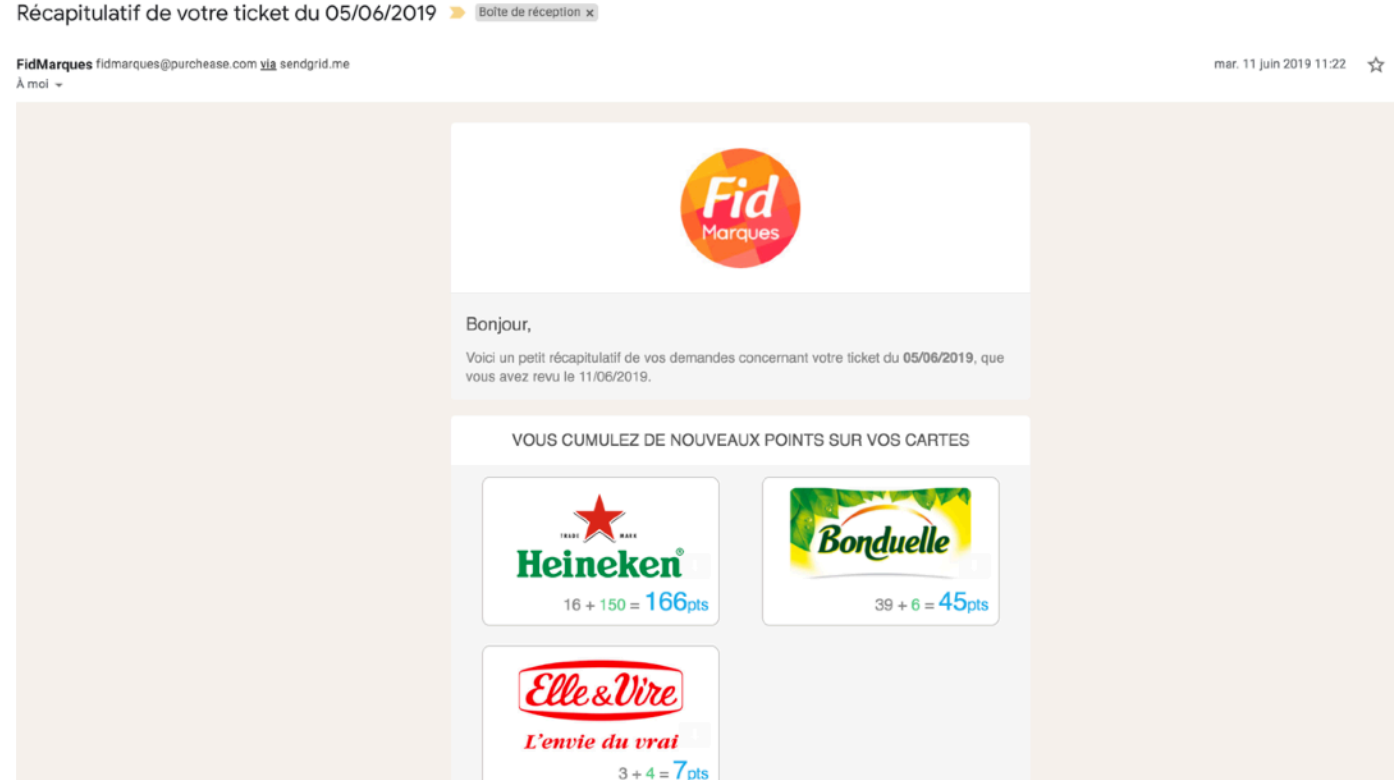 Récapitulatif de votre ticket du 05/06/2019 Boîte de réception x
FidMarques fidmarques@purchease.com via sendgrid.me
mar. 11 juin 2019 11:22
À moi
Fid
Marques
Bonjour,
Voici un petit récapitulatif de vos demandes concernant votre ticket du 05/06/2019, que
vous avez revu le 11/06/2019.
VOUS CUMULEZ DE NOUVEAUX POINTS SUR VOS CARTES
TRADE MARK
Heineken®
16 + 150 = 166pts
Bonduelle
39 + 6 = 45pts
Elle & Vire
L'envie du vrai
3 + 4 = 7pts